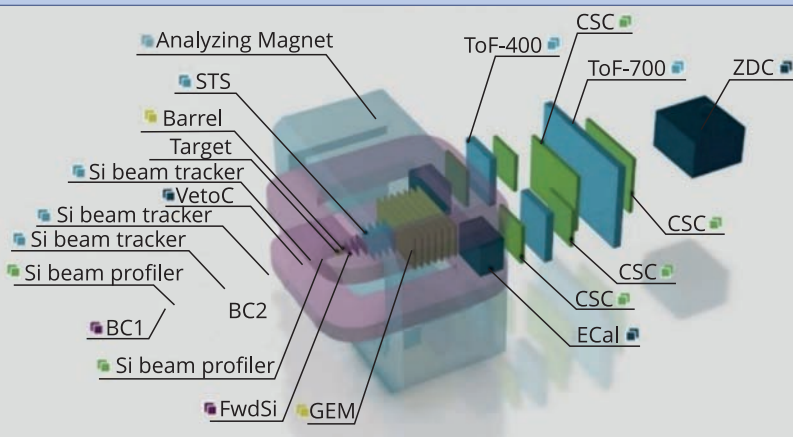 CSC
Analyzing Magnet
ToF-400
ToF-700
ZDC
STS
Barrel
Target
Si beam tracker
VetoC
Si beam tracker
Si beam tracker
Si beam profiler
BC2
BC1
Si beam profiler
FwdSi
GEM
CSC
CSC
CSC
ECal